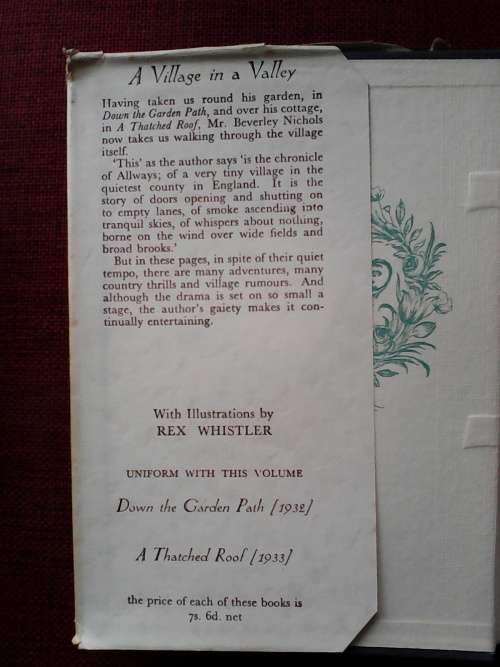 A Village in a Valley
Having taken us round his garden, in
Down the Garden Path, and over his cottage,
in A Thatched Roof, Mr. Beverley Nichols
now takes us walking through the village
itself.
'This' as the author says 'is the chronicle
of Allways; of a very tiny village in the
quietest county in England. It is the
story of doors opening and shutting on
to empty lanes, of smoke ascending into
tranquil skies, of whispers about nothing,
borne on the wind over wide fields and
broad brooks.'
But in these pages, in spite of their quiet
tempo, there are many adventures, many
country thrills and village rumours. And
although the drama is set on so small a
stage, the author's gaiety makes it con-
tinually entertaining.
With Illustrations by
REX WHISTLER
UNIFORM WITH THIS VOLUME
Down the Garden Path [1932]
A Thatched Roof [1933]
the price of each of these books is
7s. 6d. net